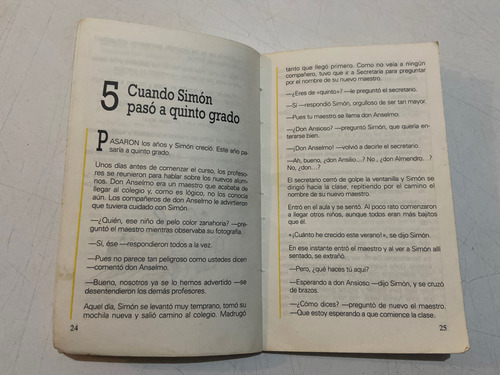 5 Cuando Simón
pasó a quinto grado
PASARON los años y Simón creció. Este año pa-
saría a quinto grado.
Unos días antes de comenzar el curso, los profeso-
res se reunieron para hablar sobre los nuevos alum-
nos. Don Anselmo era un maestro que acababa de
llegar al colegio y, como es lógico, no los conocía
aún. Los compañeros de don Anselmo le advirtieron
que tuviera cuidado con Simón.
—¿Quién, ese niño de pelo color zanahoria? —pre-
guntó el maestro mientras observaba su fotografía.
—Sí, ése —respondieron todos a la vez.
—Pues no parece tan peligroso como ustedes dicen
—comentó don Anselmo.
—Bueno, nosotros ya se lo hemos advertido —se
desentendieron los demás profesores.
Aquel día, Simón se levantó muy temprano, tomó su
mochila nueva y salió camino al colegio. Madrugó
24
tanto que llegó primero. Como no veía a ningún
compañero, tuvo que ir a Secretaría para preguntar
por el nombre de su nuevo maestro.
—¿Eres de «quinto»? —le preguntó el secretario.
—Sí —respondió Simón, orgulloso de ser tan mayor.
—Pues tu maestro se llama don Anselmo.
—¿Don Ansioso? —preguntó Simón, que quería en-
terarse bien.
—¡Don Anselmo! —volvió a decirle el secretario.
—Ah, bueno, ¿don Ansilio...? No, ¿don Almendro...?
No, ¿don...?
El secretario cerró de golpe la ventanilla y Simón se
dirigió hacia la clase, repitiendo por el camino el
nombre de su nuevo maestro.
Entró en el aula y se sentó. Al poco rato comenzaron
a llegar otros niños, aunque todos eran más bajitos
que él.
«¡Cuánto he crecido este verano!», se dijo Simón.
En ese instante entró el maestro y al ver a Simón allí
sentado, se extrañó.
—Pero, ¿qué haces tú aquí?
—Esperando a don Ansioso —dijo Simón, y se cruzó
de brazos.
—¿Cómo dices? —preguntó de nuevo el maestro.
—Que estoy esperando a que comience la clase.
25